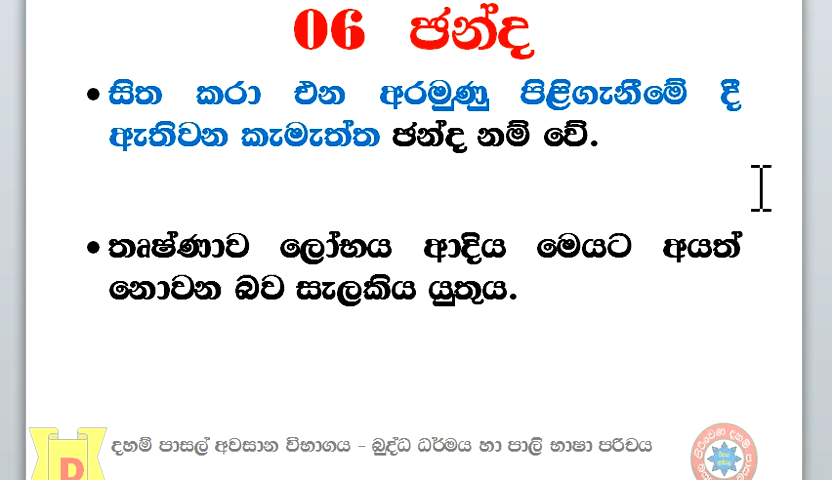 06 ඡන්ද
• සිත කරා එන අරමුණු පිළිගැනීමේ දී
ඇතිවන කැමැත්ත ඡන්ද නම් වේ.
• තෘෂ්ණාව ලෝභය ආදිය මෙයට අයත්
නොවන බව සැලකිය යුතුය.
දහම් පාසල් අවසාන විභාගය - බුද්ධ ධර්මය හා පාලි භාෂා පරිචය
D